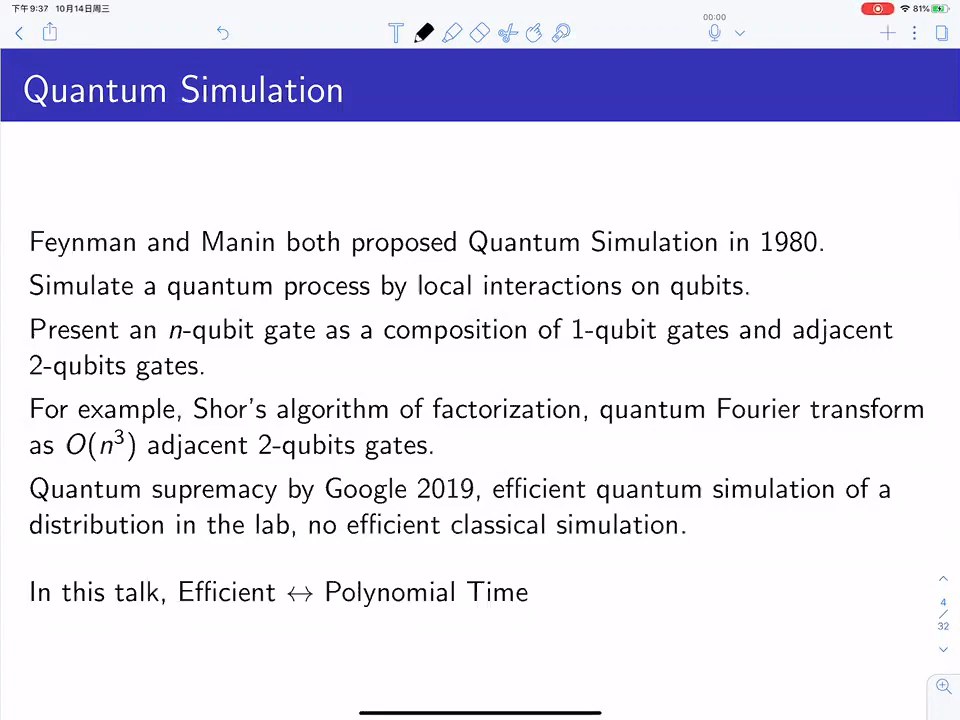 下午9:37 10月14日周三
81%
00:00
Quantum Simulation
Feynman and Manin both proposed Quantum Simulation in 1980.
Simulate a quantum process by local interactions on qubits.
Present an n-qubit gate as a composition of 1-qubit gates and adjacent
2-qubits gates.
For example, Shor's algorithm of factorization, quantum Fourier transform
as O(n³) adjacent 2-qubits gates.
Quantum supremacy by Google 2019, efficient quantum simulation of a
distribution in the lab, no efficient classical simulation.
In this talk, Efficient ↔ Polynomial Time
4
/
32